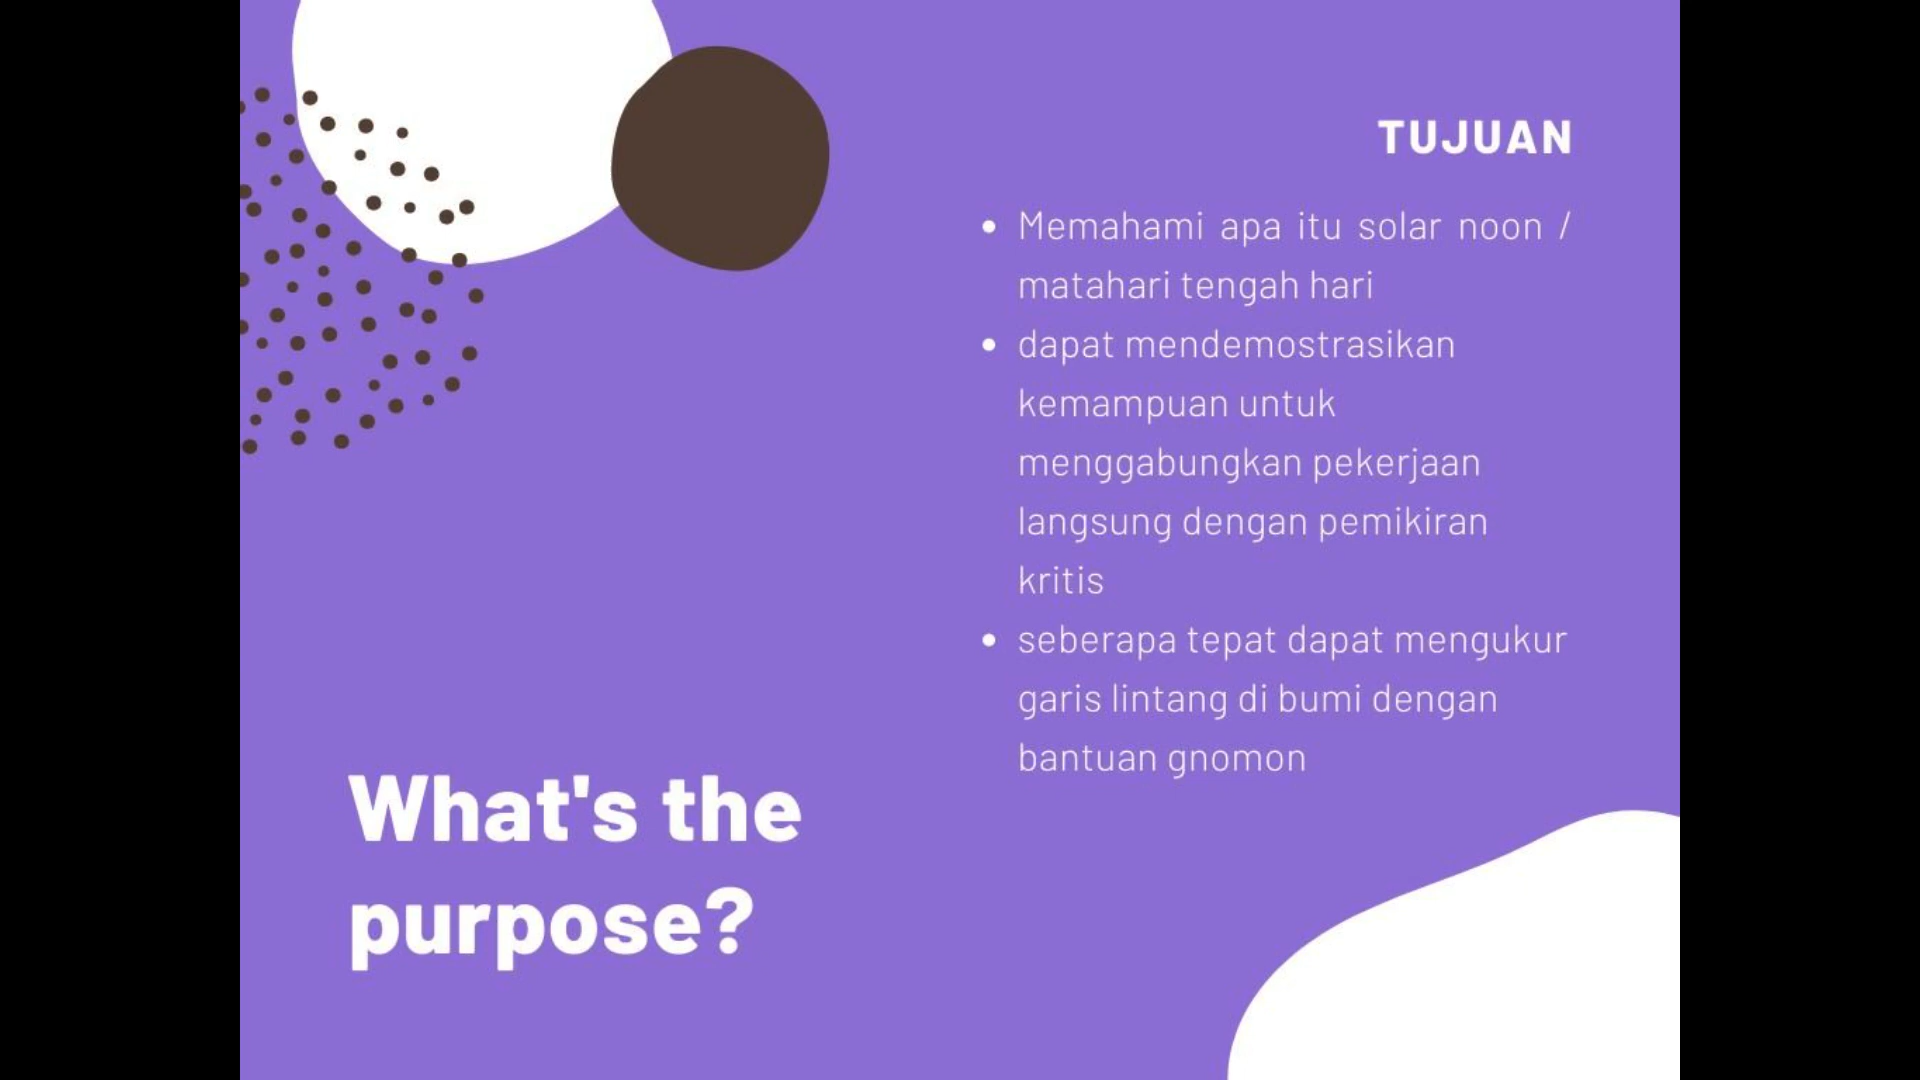 TUJUAN
• Memahami apa itu solar noon /
matahari tengah hari
• dapat mendemostrasikan
kemampuan untuk
menggabungkan pekerjaan
langsung dengan pemikiran
kritis
• seberapa tepat dapat mengukur
garis lintang di bumi dengan
bantuan gnomon
What's the
purpose?